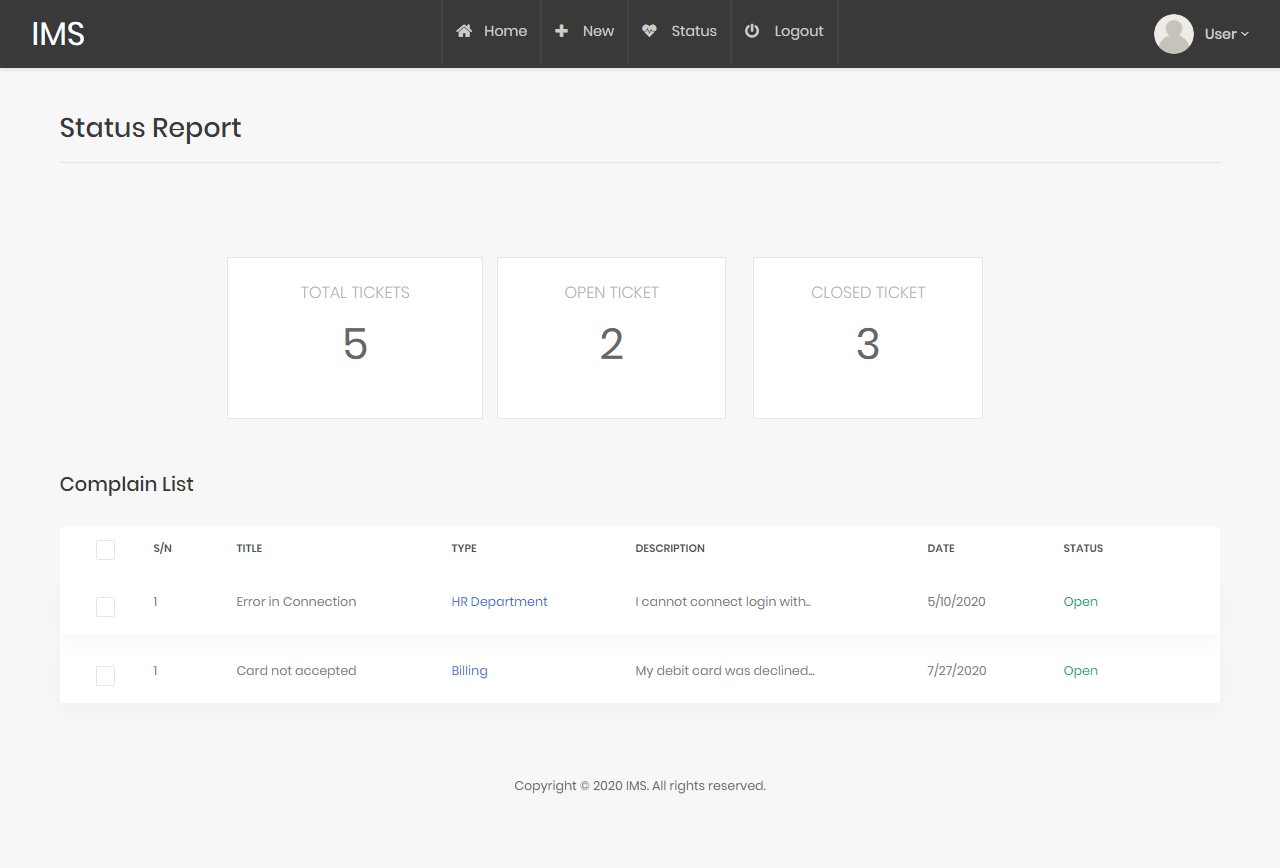 IMS Home New Status Logout User
Status Report
TOTAL TICKETS OPEN TICKET CLOSED TICKET
5 2 3
Complain List
S/N TITLE TYPE DESCRIPTION DATE STATUS
1 Error in Connection HR Department I cannot connect login with.. 5/10/2020 Open
1 Card not accepted Billing My debit card was declined... 7/27/2020 Open
Copyright © 2020 IMS. All rights reserved.